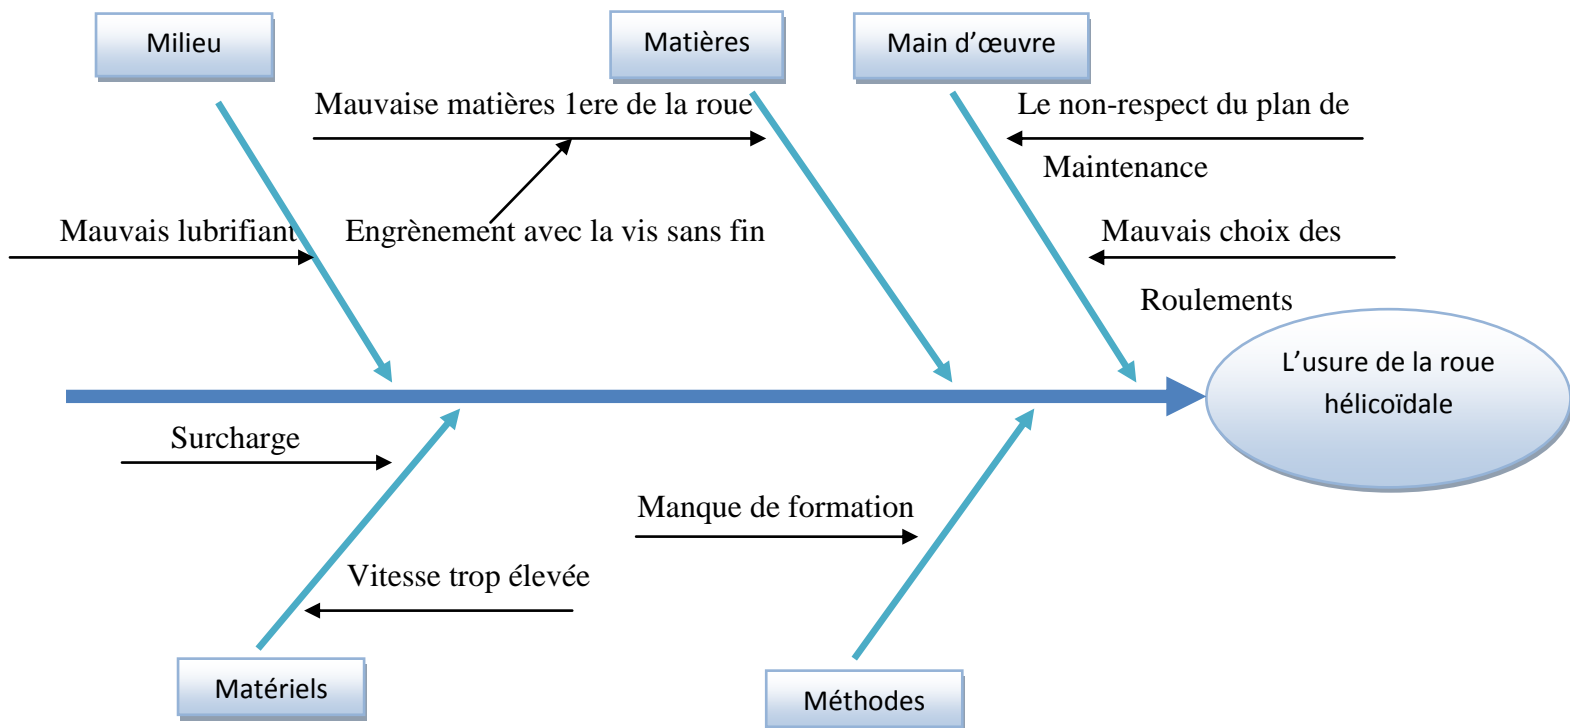 Milieu
Matières
Main d’œuvre
Mauvaise matières 1ere de la roue
Le non-respect du plan de
Maintenance
Mauvais lubrifiant
Engrènement avec la vis sans fin
Mauvais choix des
Roulements
L’usure de la roue
hélicoïdale
Surcharge
Manque de formation
Vitesse trop élevée
Matériels
Méthodes